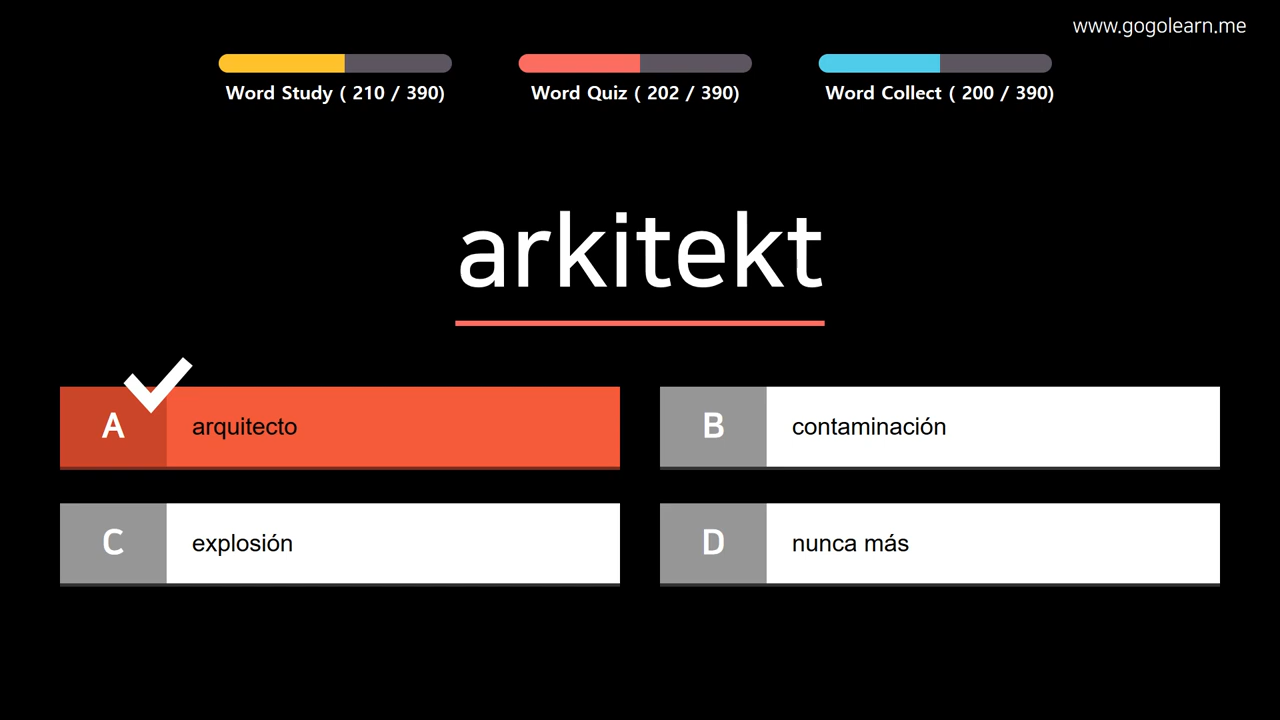 www.gogolearn.me
Word Study ( 210 / 390)
Word Quiz ( 202 / 390)
Word Collect ( 200 / 390)
arkitekt
A arquitecto
B contaminación
C explosión
D nunca más